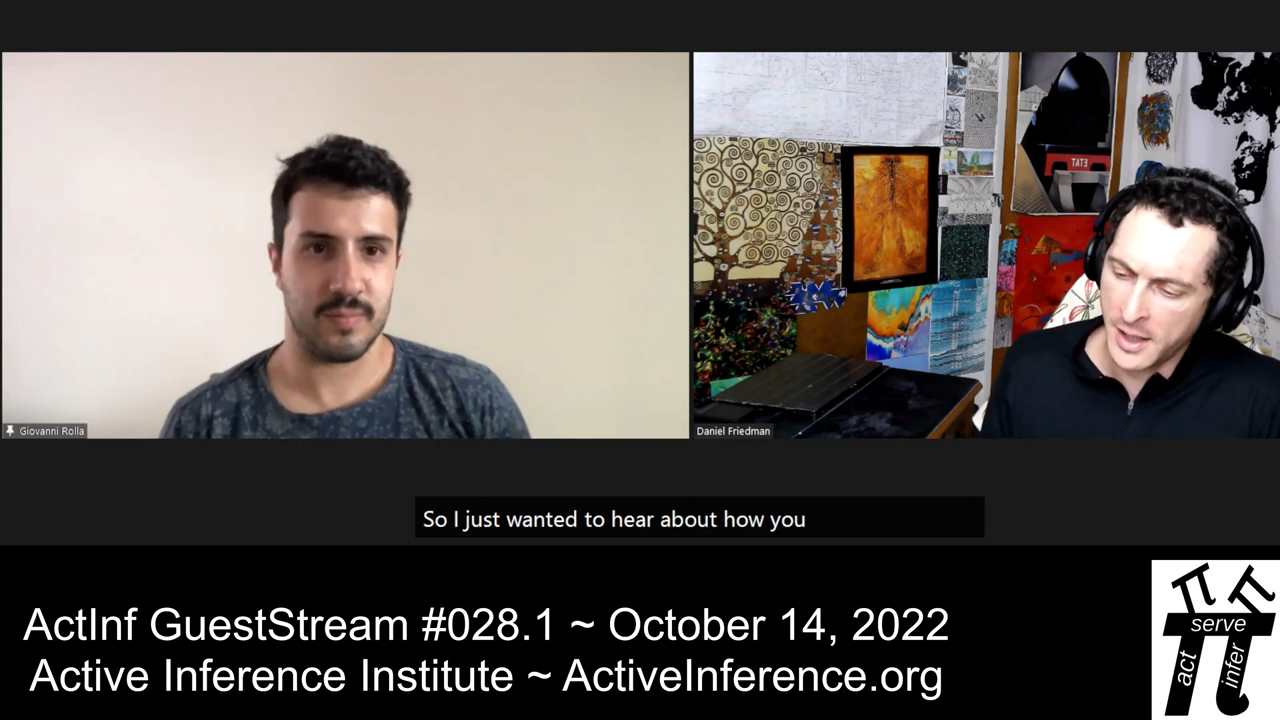 TATE
Giovanni Rolla
Daniel Friedman
So I just wanted to hear about how you
ActInf GuestStream #028.1 ~ October 14, 2022
Active Inference Institute ~ ActiveInference.org
serve
act
infer